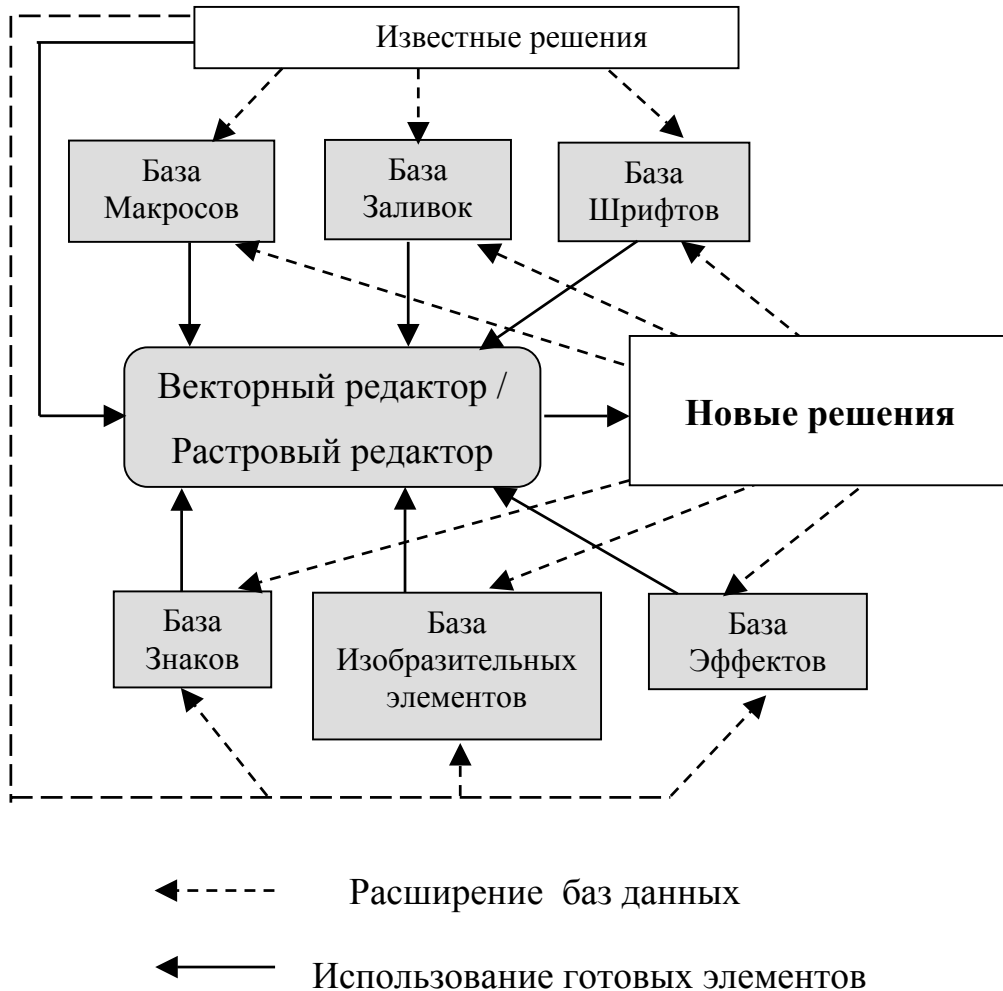 Известные решения
База
Макросов
База
Заливок
База
Шрифтов
Векторный редактор /
Растровый редактор
Новые решения
База
Знаков
База
Изобразительных
элементов
База
Эффектов
Расширение баз данных
Использование готовых элементов